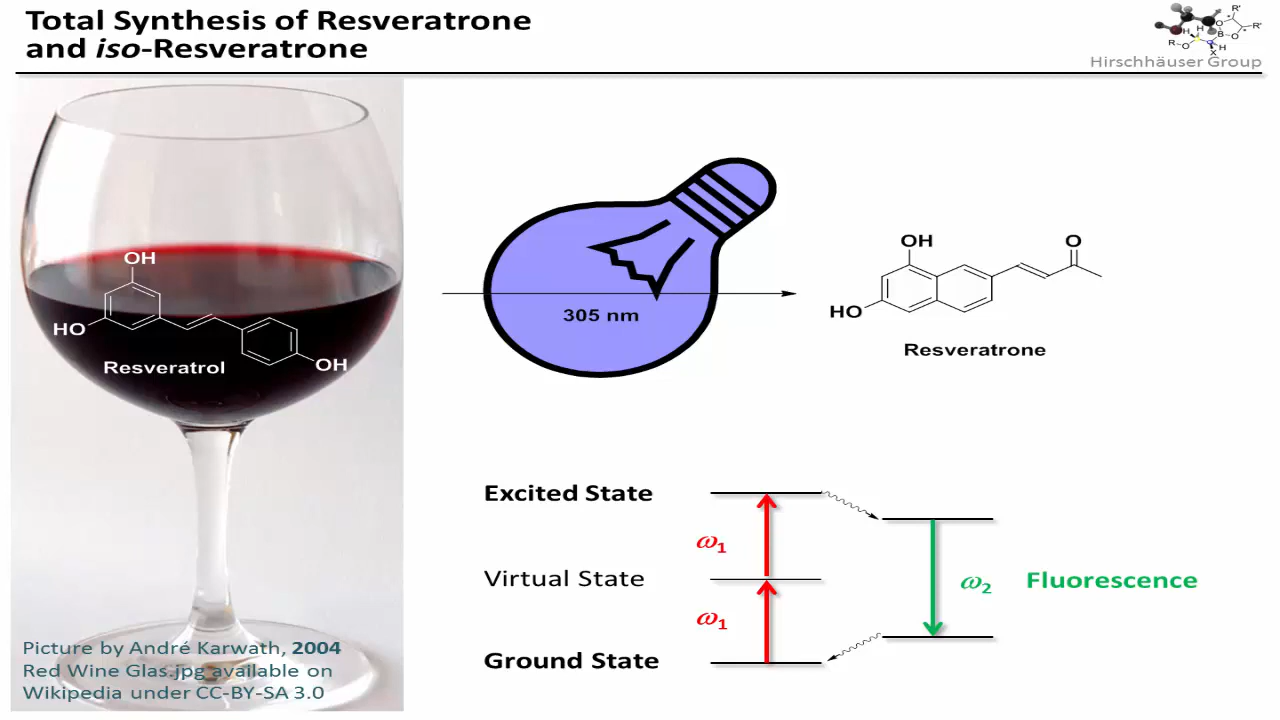 Total Synthesis of Resveratrone
and iso-Resveratrone
R'
R'
O
B
O
H
H
R
O
H
X
Hirschhäuser Group
OH
HO
Resveratrol
OH
305 nm
OH
O
HO
Resveratrone
Excited State
ω1
Virtual State
ω2
Fluorescence
ω1
Ground State
Picture by André Karwath, 2004
Red Wine Glas.jpg available on
Wikipedia under CC-BY-SA 3.0